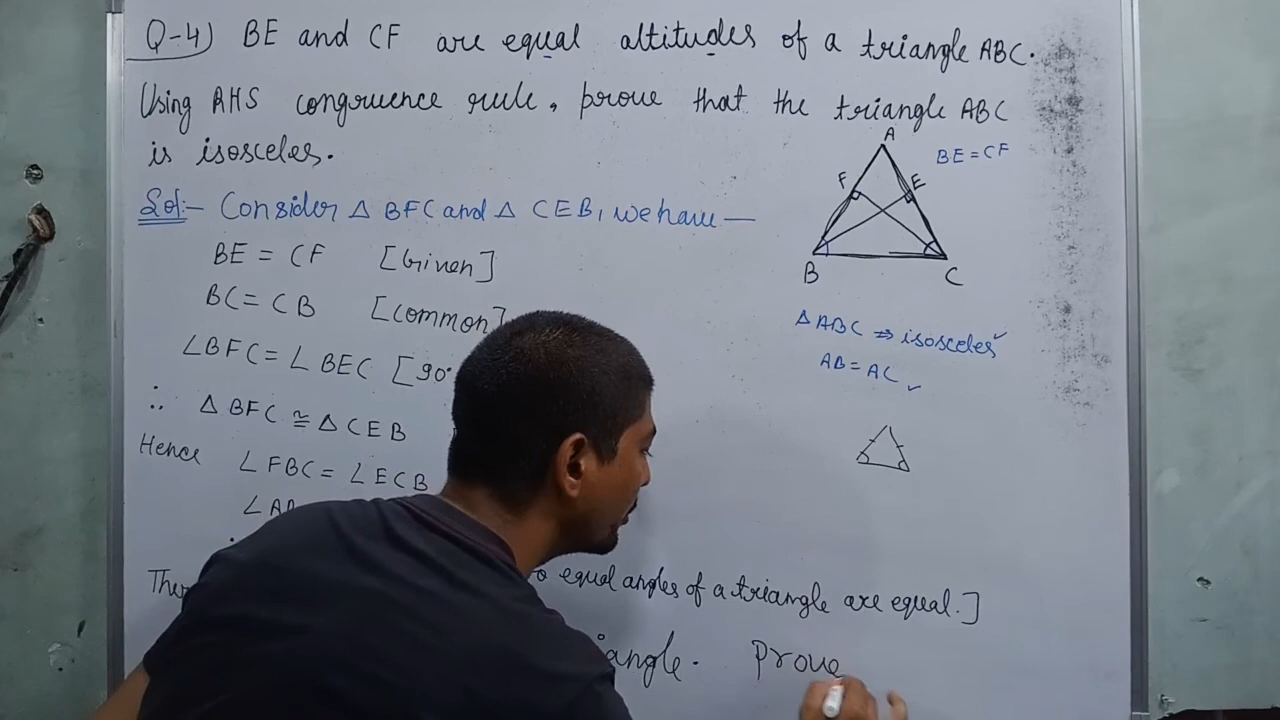 Q-4) BE and CF are equal altitudes of a triangle ABC.
Using RHS congruence rule, prove that the triangle ABC
is isosceles.
Sol:- Consider △ BFC and △ CEB, we have —
BE = CF [Given]
BC = CB [common]
∠BFC = ∠BEC [90°
∴ △ BFC ≅ △ CEB
Hence ∠FBC = ∠ECB
equal angles of a triangle are equal.]
Prove
A
BE = CF
F
E
B
C
△ABC ⇒ isosceles ✓
AB = AC ✓